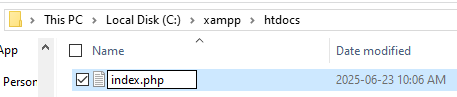 This PC > Local Disk (C:) > xampp > htdocs
App Name Date modified
index.php 2025-06-23 10:06 AM
Person